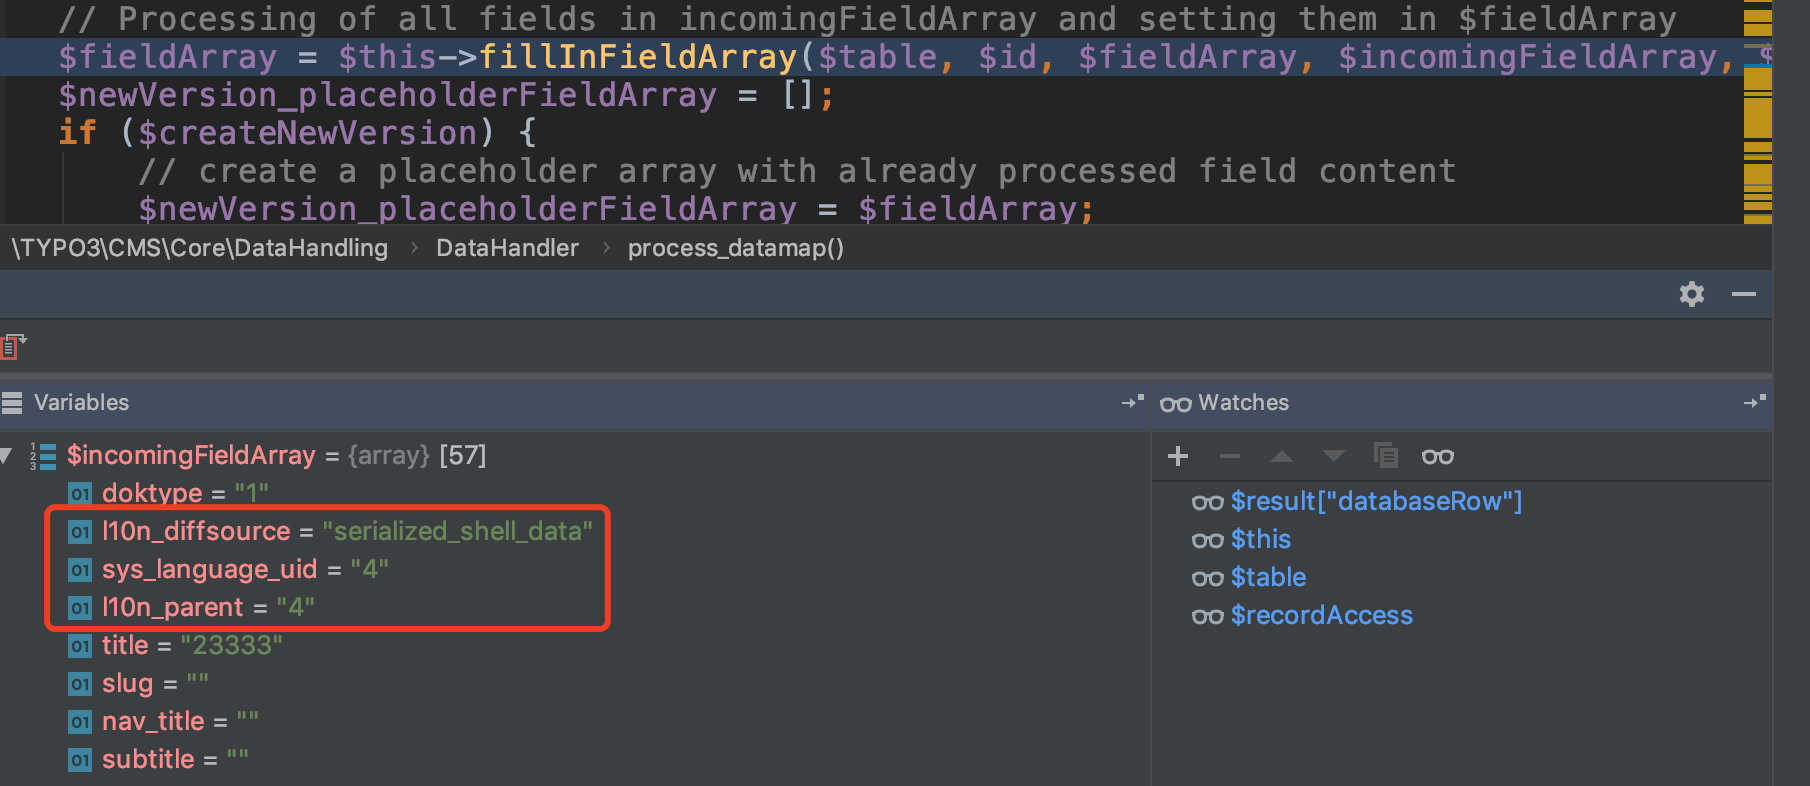 // Processing of all fields in incomingFieldArray and setting them in $fieldArray
$fieldArray = $this->fillInFieldArray($table, $id, $fieldArray, $incomingFieldArray, $
$newVersion_placeholderFieldArray = [];
if ($createNewVersion) {
// create a placeholder array with already processed field content
$newVersion_placeholderFieldArray = $fieldArray;
\TYPO3\CMS\Core\DataHandling › DataHandler › process_datamap()
Variables
Watches
$incomingFieldArray = {array} [57]
doktype = "1"
l10n_diffsource = "serialized_shell_data"
sys_language_uid = "4"
l10n_parent = "4"
title = "23333"
slug = ""
nav_title = ""
subtitle = ""
$result["databaseRow"]
$this
$table
$recordAccess